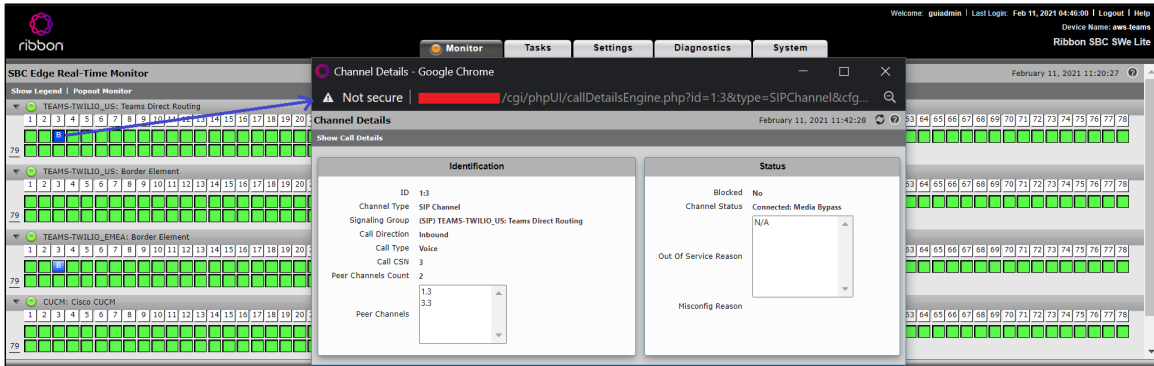 Welcome: guiadmin | Last Login: Feb 11, 2021 04:46:00 | Logout | Help
Device Name: aws-teams
Ribbon SBC SWe Lite
ribbon
Monitor Tasks Settings Diagnostics System
SBC Edge Real-Time Monitor
February 11, 2021 11:20:27
Show Legend | Popout Monitor
TEAMS-TWILIO_US: Teams Direct Routing
1 2 3 4 5 6 7 8 9 10 11 12 13 14 15 16 17 18 19 20
63 64 65 66 67 68 69 70 71 72 73 74 75 76 77 78
B
79
TEAMS-TWILIO_US: Border Element
1 2 3 4 5 6 7 8 9 10 11 12 13 14 15 16 17 18 19 20
63 64 65 66 67 68 69 70 71 72 73 74 75 76 77 78
79
TEAMS-TWILIO_EMEA: Border Element
1 2 3 4 5 6 7 8 9 10 11 12 13 14 15 16 17 18 19 20
63 64 65 66 67 68 69 70 71 72 73 74 75 76 77 78
B
79
CUCM: Cisco CUCM
1 2 3 4 5 6 7 8 9 10 11 12 13 14 15 16 17 18 19 20
63 64 65 66 67 68 69 70 71 72 73 74 75 76 77 78
79
Channel Details - Google Chrome
Not secure | /cgi/phpUI/callDetailsEngine.php?id=1:3&type=SIPChannel&cfg...
Channel Details
February 11, 2021 11:42:28
Show Call Details
Identification
ID 1:3
Channel Type SIP Channel
Signaling Group (SIP) TEAMS-TWILIO_US: Teams Direct Routing
Call Direction Inbound
Call Type Voice
Call CSN 3
Peer Channels Count 2
Peer Channels
1.3
3.3
Status
Blocked No
Channel Status Connected: Media Bypass
Out Of Service Reason
N/A
Misconfig Reason